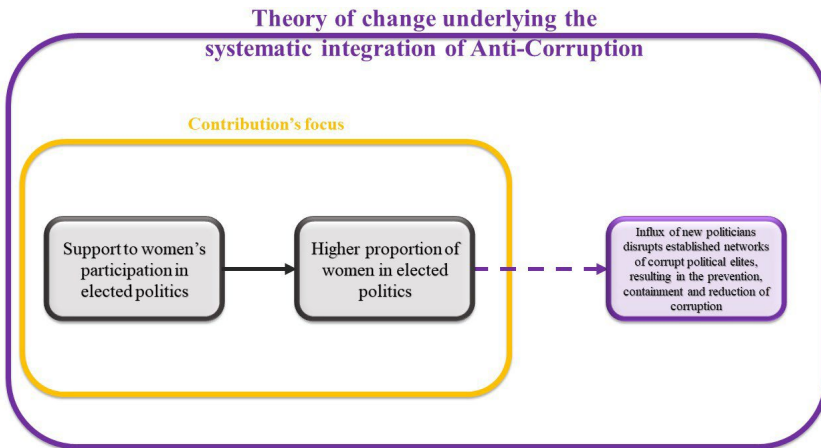 Theory of change underlying the
systematic integration of Anti-Corruption
Contribution's focus
Support to women's
participation in
elected politics
Higher proportion of
women in elected
politics
Influx of new politicians
disrupts established networks
of corrupt political elites,
resulting in the prevention,
containment and reduction of
corruption